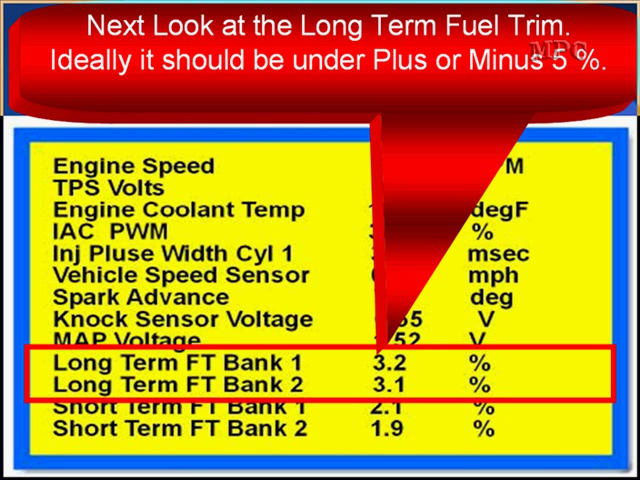 Next Look at the Long Term Fuel Trim.
Ideally it should be under Plus or Minus 5 %.
MPC
Engine Speed
TPS Volts
Engine Coolant Temp degF
IAC PWM %
Inj Pluse Width Cyl 1 msec
Vehicle Speed Sensor mph
Spark Advance deg
Knock Sensor Voltage V
MAP Voltage V
Long Term FT Bank 1 3.2 %
Long Term FT Bank 2 3.1 %
Short Term FT Bank 1 2.1 %
Short Term FT Bank 2 1.9 %